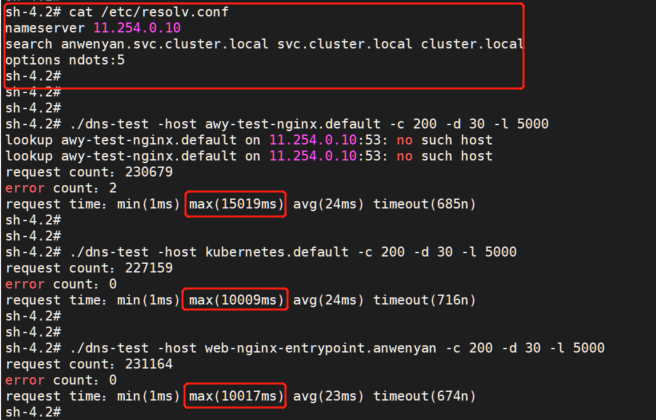 sh-4.2#
sh-4.2# cat /etc/resolv.conf
nameserver 11.254.0.10
search anwenyan.svc.cluster.local svc.cluster.local cluster.local
options ndots:5
sh-4.2#
sh-4.2#
sh-4.2#
sh-4.2# ./dns-test -host awy-test-nginx.default -c 200 -d 30 -l 5000
lookup awy-test-nginx.default on 11.254.0.10:53: no such host
lookup awy-test-nginx.default on 11.254.0.10:53: no such host
request count: 230679
error count: 2
request time: min(1ms) max(15019ms) avg(24ms) timeout(685n)
sh-4.2#
sh-4.2#
sh-4.2# ./dns-test -host kubernetes.default -c 200 -d 30 -l 5000
request count: 227159
error count: 0
request time: min(1ms) max(10009ms) avg(24ms) timeout(716n)
sh-4.2#
sh-4.2#
sh-4.2# ./dns-test -host web-nginx-entrypoint.anwenyan -c 200 -d 30 -l 5000
request count: 231164
error count: 0
request time: min(1ms) max(10017ms) avg(23ms) timeout(674n)
sh-4.2#